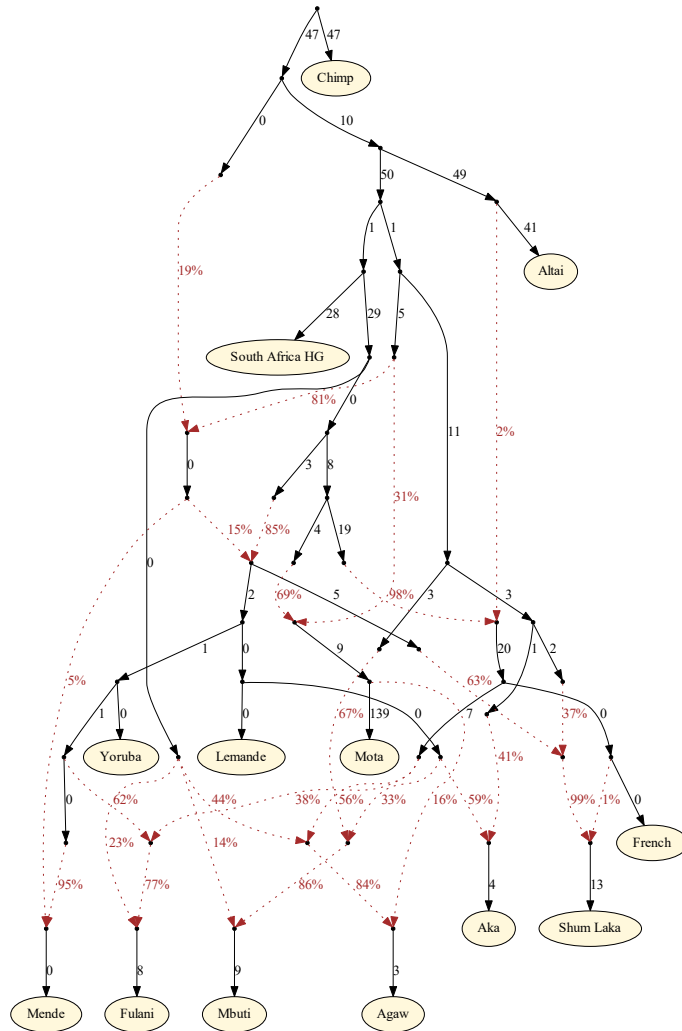 47 47
Chimp
0 10
50 49
1 1 41
Altai
19%
28 29 5
South Africa HG
81% 0 11 2%
0 3 8 31%
15% 85% 4 19
0
69% 98% 3 3
2 5
1 0 9 20 1 2
5% 63%
1 0 0 67% 139 0 7 37%
Yoruba Lemande Mota 41% 0
0 62% 44% 38% 56% 33% 16% 59% 99% 1% 0
23% 14% French
95% 77% 86% 84% 4 13
Aka Shum Laka
0 8 9 3
Mende Fulani Mbuti Agaw